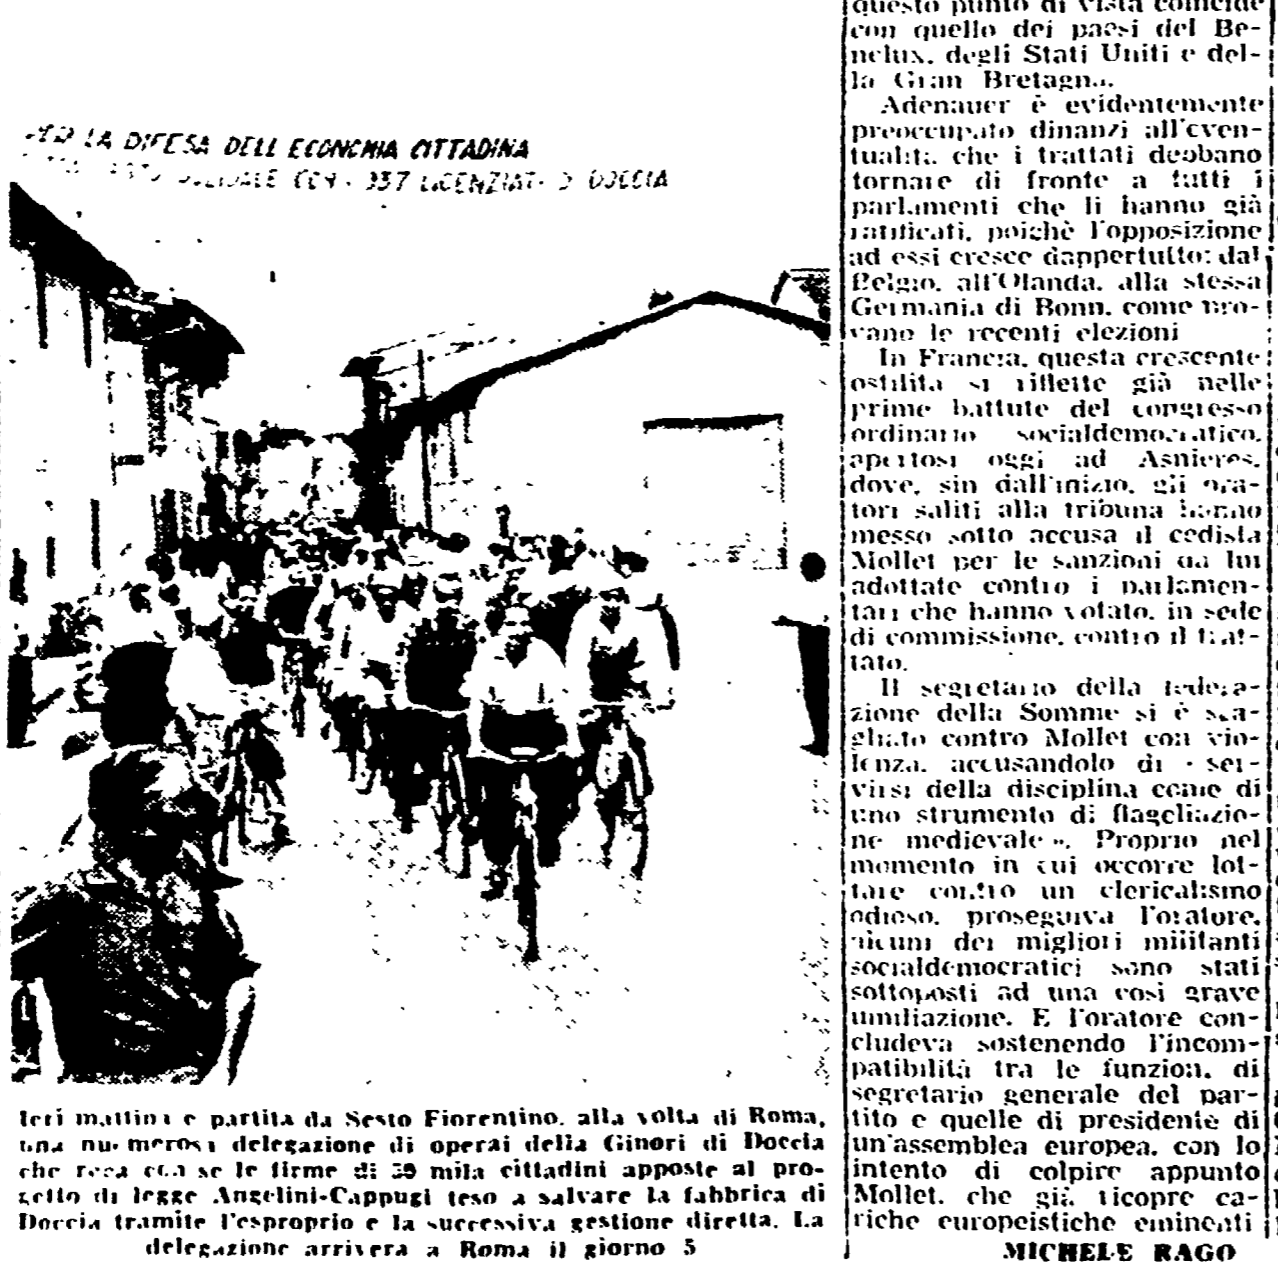 LA DIFESA DELL'ECONOMIA CITTADINA
LICENZIATI DI DOCCIA
Ieri mattina è partita da Sesto Fiorentino, alla volta di Roma,
una numerosa delegazione di operai della Ginori di Doccia
che reca con se le firme di 50 mila cittadini apposte al pro-
getto di legge Angelini-Cappugi teso a salvare la fabbrica di
Doccia tramite l'esproprio e la successiva gestione diretta. La
delegazione arriverà a Roma il giorno 5
questo punto di vista coincide
con quello dei paesi del Be-
nelux, degli Stati Uniti e del-
la Gran Bretagna.
Adenauer è evidentemente
preoccupato dinanzi all'even-
tualità che i trattati debbano
tornare di fronte a tutti i
parlamenti che li hanno già
ratificati, poichè l'opposizione
ad essi cresce dappertutto: dal
Belgio, all'Olanda, alla stessa
Germania di Bonn, come pro-
vano le recenti elezioni
In Francia, questa crescente
ostilità si riflette già nelle
prime battute del congresso
ordinario socialdemocratico,
apertosi oggi ad Asnieres,
dove, sin dall'inizio, gli ora-
tori saliti alla tribuna hanno
messo sotto accusa il cedista
Mollet per le sanzioni da lui
adottate contro i parlamen-
tari che hanno votato, in sede
di commissione, contro il trat-
tato.
Il segretario della federa-
zione della Somme si è sca-
gliato contro Mollet con vio-
lenza, accusandolo di « ser-
virsi della disciplina come di
uno strumento di flagellazio-
ne medievale ». Proprio nel
momento in cui occorre lot-
tare contro un clericalismo
odioso, proseguiva l'oratore,
alcuni dei migliori militanti
socialdemocratici sono stati
sottoposti ad una così grave
umiliazione. E l'oratore con-
cludeva sostenendo l'incom-
patibilità tra le funzioni di
segretario generale del par-
tito e quelle di presidente di
un'assemblea europea, con lo
intento di colpire appunto
Mollet, che già ricopre ca-
riche europeistiche eminenti
MICHELE RAGO